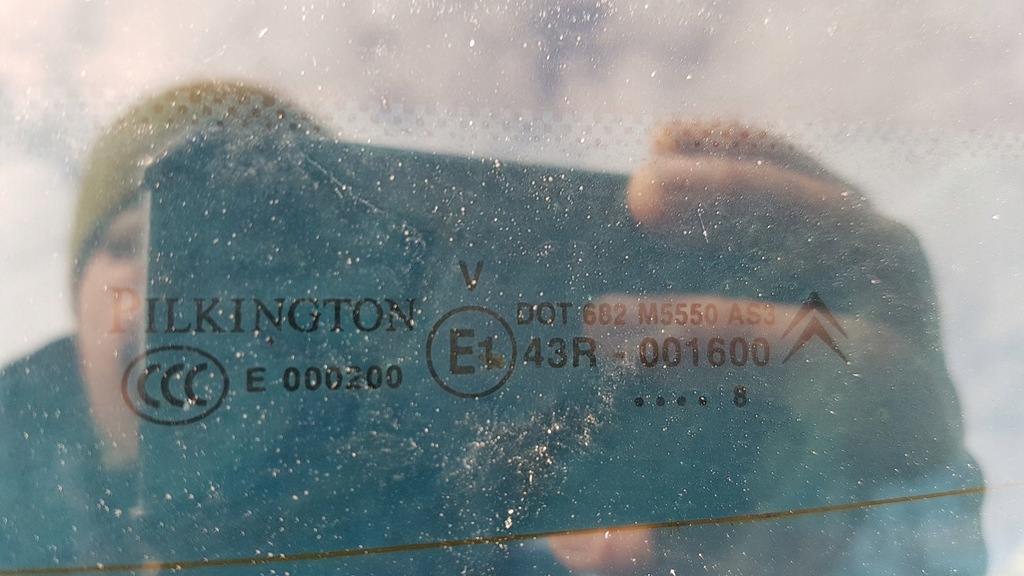 V
PILKINGTON
DOT 682 M5550 AS3
E1 43R - 001600
CCC E 000200
.... 8